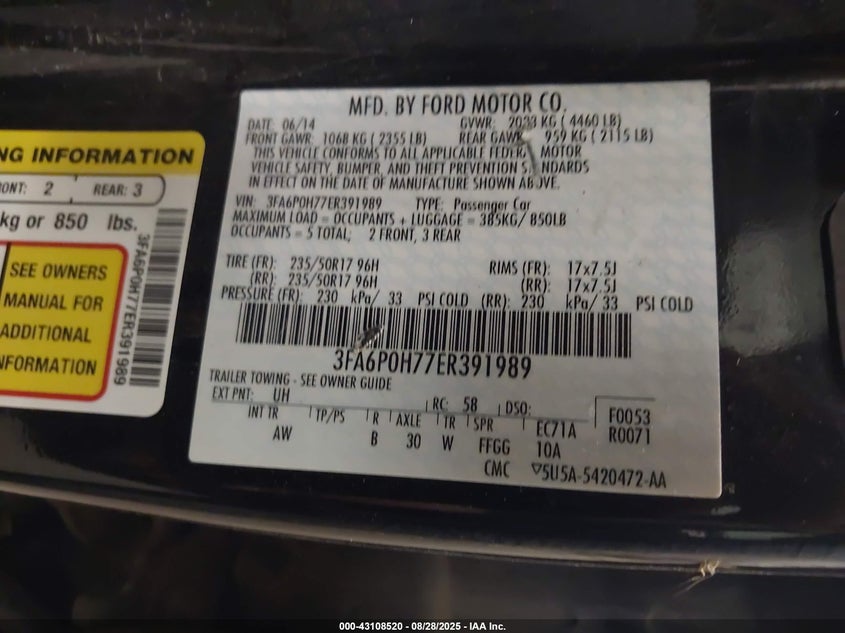 MFD. BY FORD MOTOR CO.
DATE: 06/14 GVWR: 2033 KG ( 4460 LB)
FRONT GAWR: 1068 KG ( 2355 LB) REAR GAWR: 959 KG ( 2115 LB)
THIS VEHICLE CONFORMS TO ALL APPLICABLE FEDERAL MOTOR
VEHICLE SAFETY, BUMPER, AND THEFT PREVENTION STANDARDS
IN EFFECT ON THE DATE OF MANUFACTURE SHOWN ABOVE.
VIN: 3FA6P0H77ER391989 TYPE: Passenger Car
MAXIMUM LOAD = OCCUPANTS + LUGGAGE = 385KG/ 850LB
OCCUPANTS = 5 TOTAL; 2 FRONT, 3 REAR
TIRE (FR): 235/50R17 96H RIMS (FR): 17x7.5J
(RR): 235/50R17 96H (RR): 17x7.5J
PRESSURE (FR): 230 kPa/ 33 PSI COLD (RR): 230 kPa/ 33 PSI COLD
3FA6P0H77ER391989
TRAILER TOWING - SEE OWNER GUIDE
EXT PNT: UH RC: 58 DSO: F0053
INT TR TP/PS R AXLE TR SPR EC71A R0071
AW B 30 W FFGG 10A
CMC 5U5A-5420472-AA
NG INFORMATION
ONT: 2 REAR: 3
kg or 850 lbs.
SEE OWNERS
MANUAL FOR
ADDITIONAL
NFORMATION
3FA6P0H77ER391989
000-43108520 / 08/28/2025 - IAA Inc.